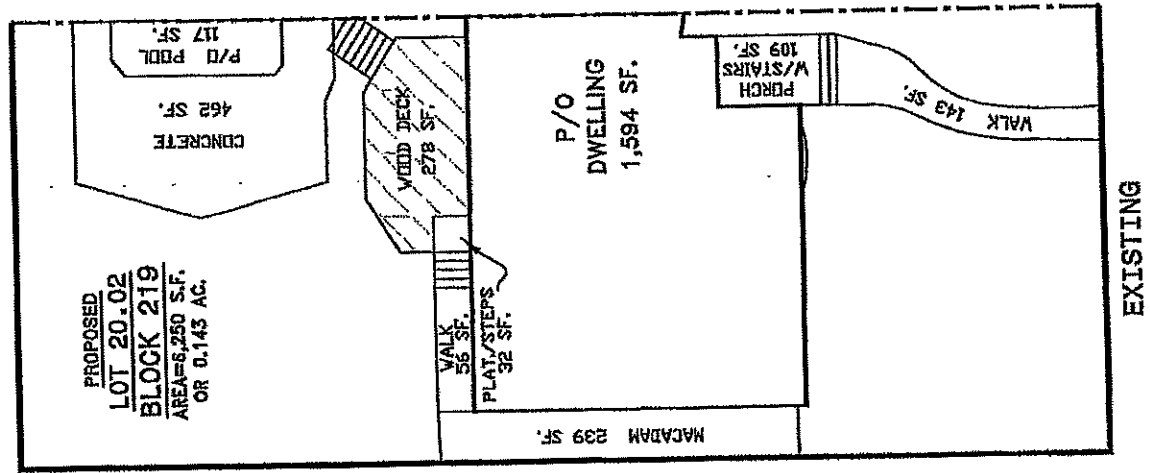 PROPOSED
LOT 20.02
BLOCK 219
AREA=6,250 S.F.
OR 0.143 AC.
P/O POOL
117 SF.
CONCRETE
462 SF.
WOOD DECK
278 SF.
WALK
56 SF.
PLAT./STEPS
32 SF.
P/O
DWELLING
1,594 SF.
PORCH
W/STAIRS
109 SF.
WALK 143 SF.
MACADAM 239 SF.
EXISTING